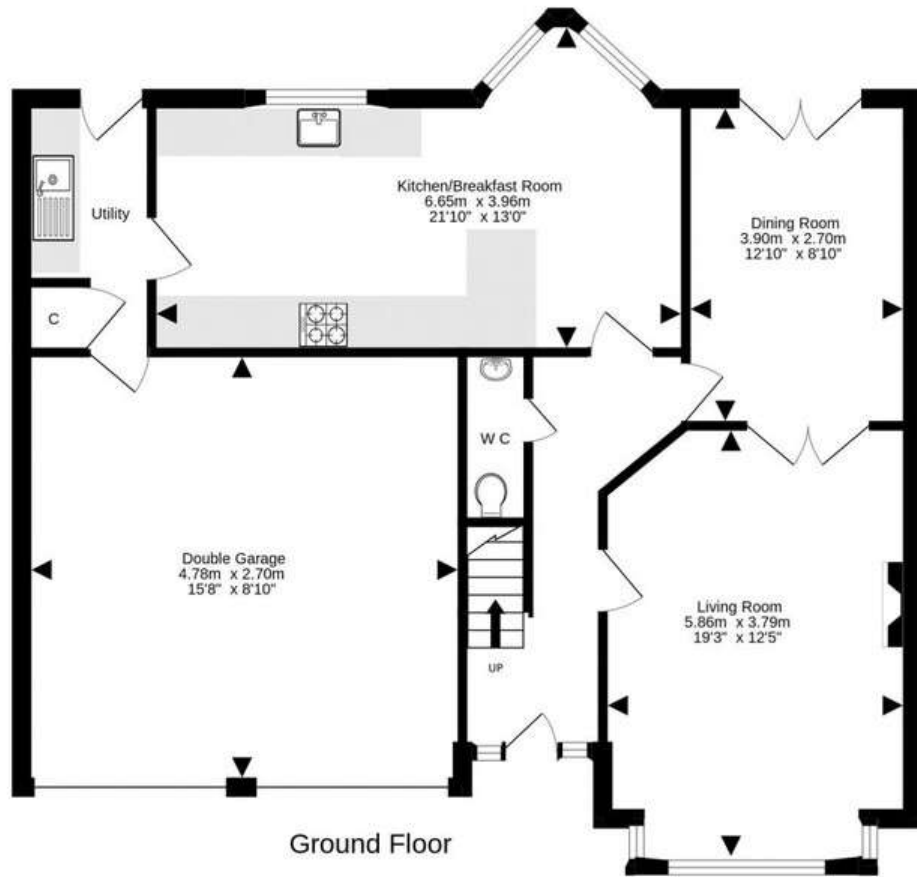 Kitchen/Breakfast Room
6.65m x 3.96m
21'10" x 13'0"
Utility
Dining Room
3.90m x 2.70m
12'10" x 8'10"
C
W C
Double Garage
4.78m x 2.70m
15'8" x 8'10"
Living Room
5.86m x 3.79m
19'3" x 12'5"
UP
Ground Floor